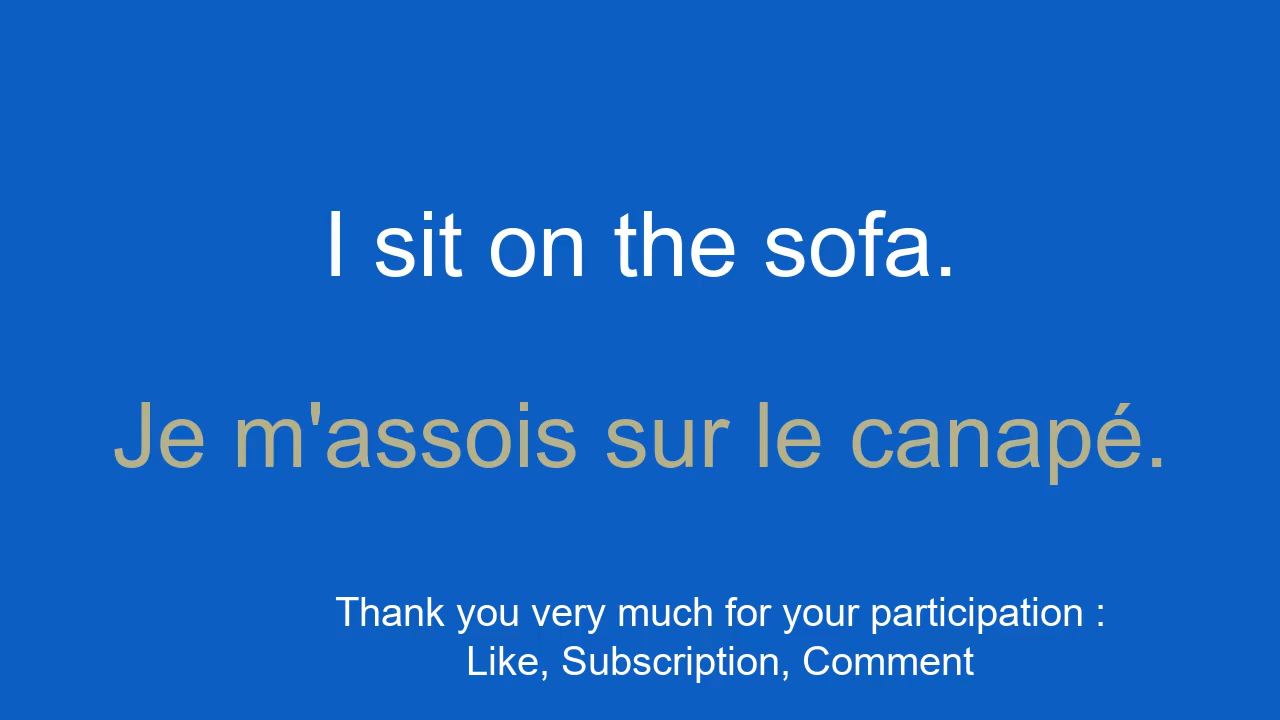 I sit on the sofa.
Je m'assois sur le canapé.
Thank you very much for your participation :
Like, Subscription, Comment